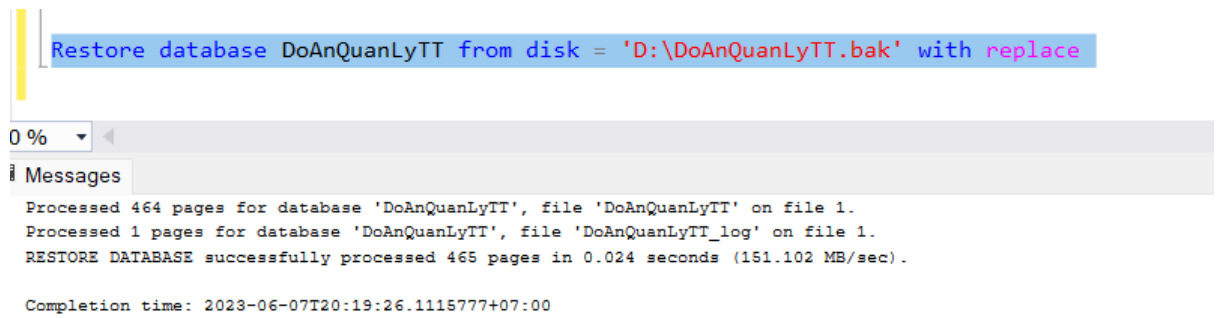 Restore database DoAnQuanLyTT from disk = 'D:\DoAnQuanLyTT.bak' with replace
0 %
Messages
Processed 464 pages for database 'DoAnQuanLyTT', file 'DoAnQuanLyTT' on file 1.
Processed 1 pages for database 'DoAnQuanLyTT', file 'DoAnQuanLyTT_log' on file 1.
RESTORE DATABASE successfully processed 465 pages in 0.024 seconds (151.102 MB/sec).
Completion time: 2023-06-07T20:19:26.1115777+07:00